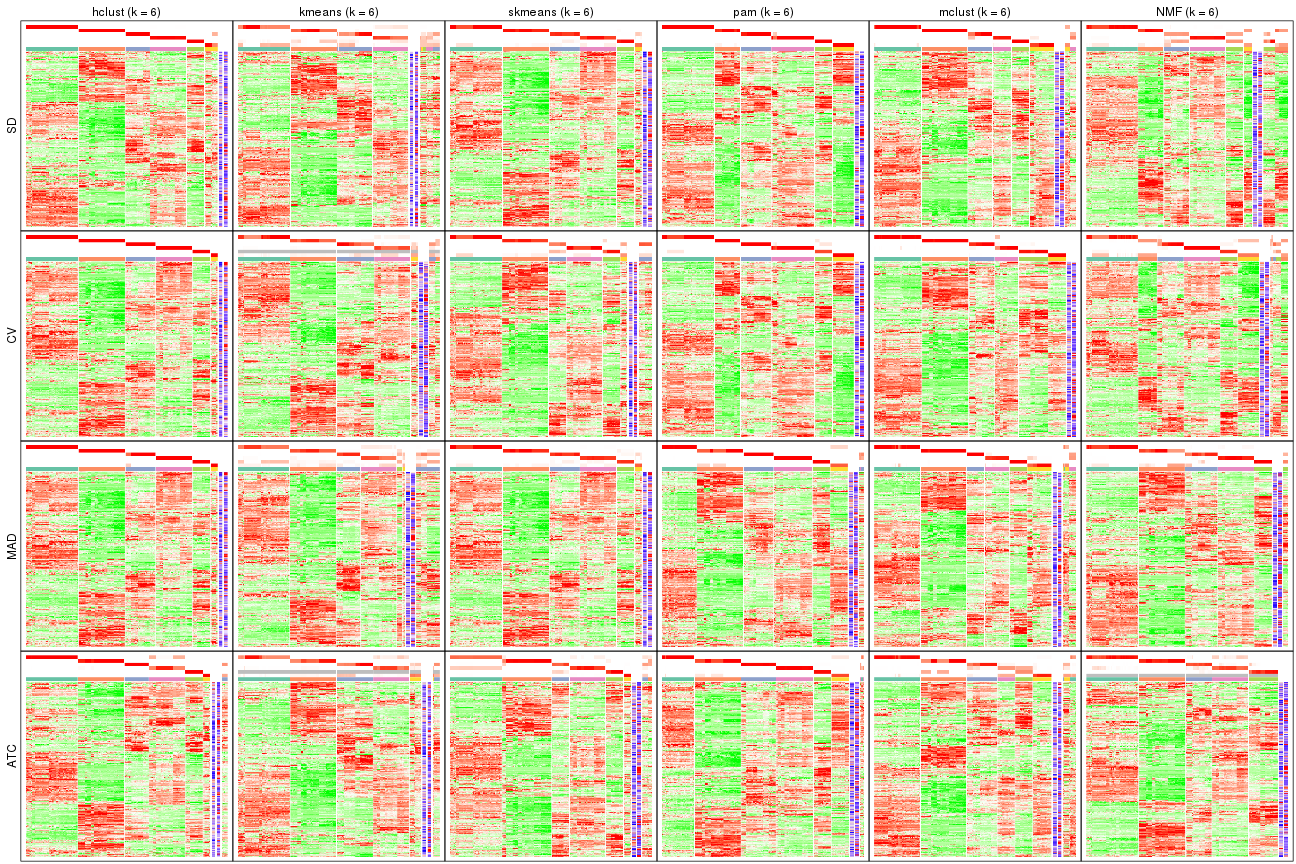 hclust (k = 6) kmeans (k = 6) skmeans (k = 6) pam (k = 6) mclust (k = 6) NMF (k = 6)
SD
CV
MAD
ATC